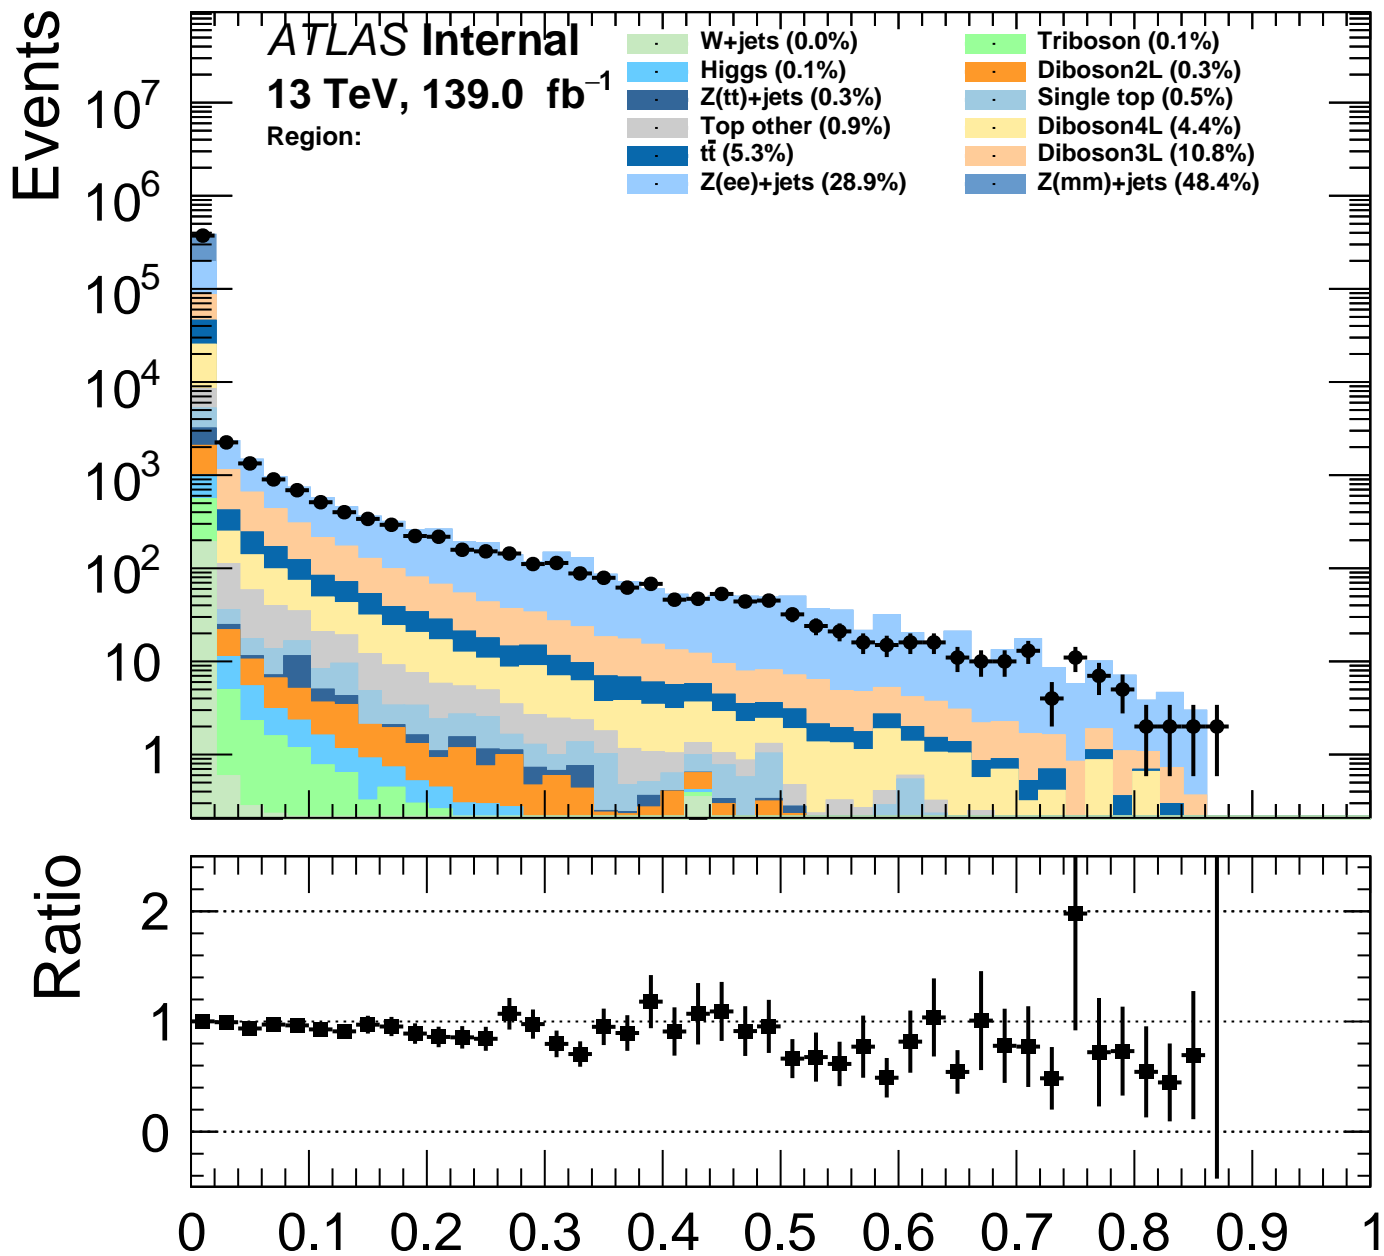 Events
ATLAS Internal
13 TeV, 139.0 fb⁻¹
Region:
W+jets (0.0%)
Higgs (0.1%)
Z(tt)+jets (0.3%)
Top other (0.9%)
tt̄ (5.3%)
Z(ee)+jets (28.9%)
Triboson (0.1%)
Diboson2L (0.3%)
Single top (0.5%)
Diboson4L (4.4%)
Diboson3L (10.8%)
Z(mm)+jets (48.4%)
10⁷
10⁶
10⁵
10⁴
10³
10²
10
1
Ratio
2
1
0
0 0.1 0.2 0.3 0.4 0.5 0.6 0.7 0.8 0.9 1